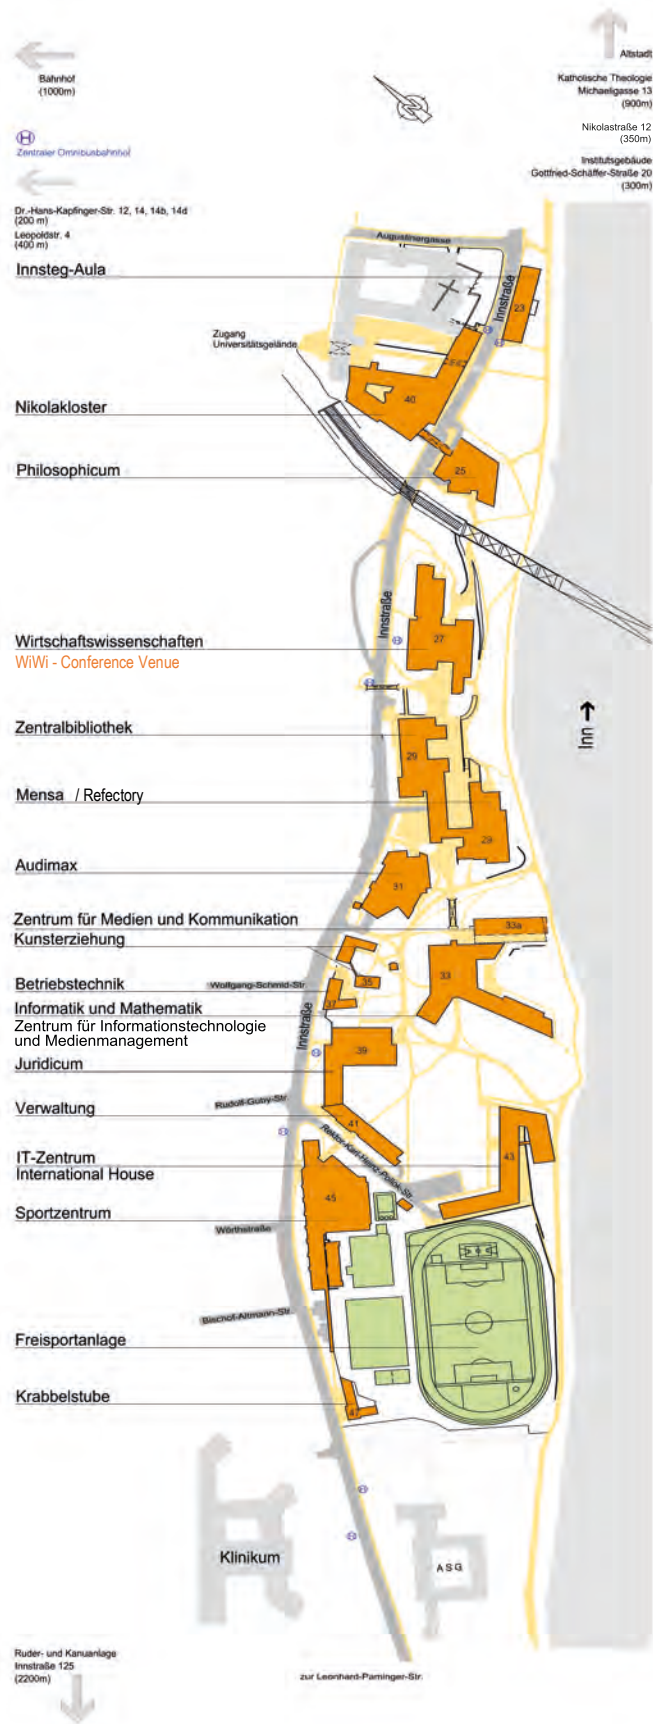 Altstadt
Bahnhof
(1000m)
Katholische Theologie
Michaeligasse 13
(900m)
Nikolastraße 12
(350m)
H
Zentraler Omnibusbahnhof
Institutsgebäude
Gottfried-Schäffer-Straße 20
(300m)
Dr.-Hans-Kapfinger-Str. 12, 14, 14b, 14d
(200 m)
Leopoldstr. 4
(400 m)
Augustinergasse
Innsteg-Aula
Innstraße
23
Zugang
Universitätsgelände
Nikolakloster
40
Philosophicum
25
Innstraße
Wirtschaftswissenschaften
27
WiWi - Conference Venue
Inn
Zentralbibliothek
29
Mensa / Refectory
29
Audimax
31
Zentrum für Medien und Kommunikation
33a
Kunsterziehung
Betriebstechnik
Wolfgang-Schmid-Str.
35
33
37
Informatik und Mathematik
Zentrum für Informationstechnologie
und Medienmanagement
Innstraße
39
Juridicum
Rudolf-Guby-Str
Verwaltung
41
Rektor-Karl-Heinz-Pollok-Str.
43
IT-Zentrum
International House
45
Sportzentrum
Wörthstraße
Bischof-Altmann-Str.
Freisportanlage
Krabbelstube
47
Klinikum
ASG
Ruder- und Kanuanlage
Innstraße 125
(2200m)
zur Leonhard-Paminger-Str.